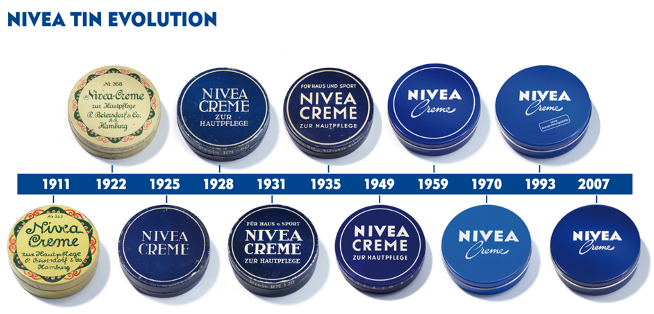 NIVEA TIN EVOLUTION
Nr. 368
Nivea-Creme
zur Hautpflege
P. Beiersdorf & Co.
A.G.
Hamburg
NIVEA
CREME
ZUR
HAUTPFLEGE
FÜR HAUS UND SPORT
NIVEA
CREME
ZUR HAUTPFLEGE
NIVEA
Creme
NIVEA
Creme
1911 1922 1925 1928 1931 1935 1949 1959 1970 1993 2007
Nivea
Creme
zur Hautpflege
P. Beiersdorf & Co.
Hamburg
NIVEA
CREME
FÜR HAUS u. SPORT
NIVEA
CREME
ZUR HAUTPFLEGE
NIVEA
CREME
ZUR HAUTPFLEGE
NIVEA
Creme
NIVEA
Creme